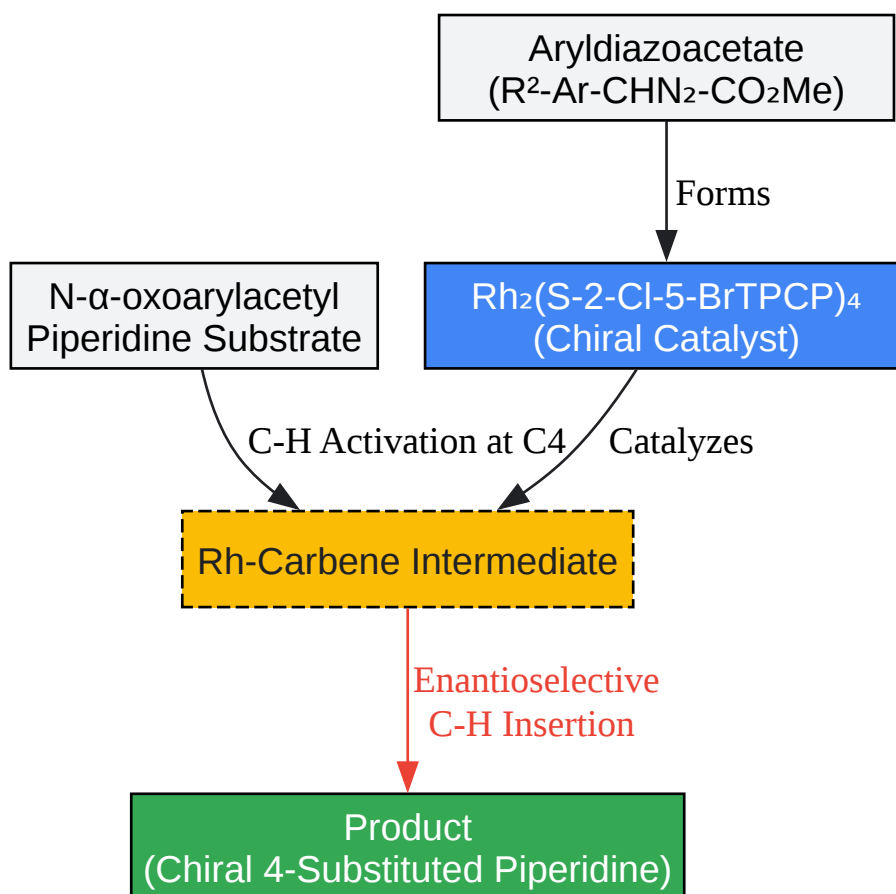 Aryldiazoacetate
(R²-Ar-CHN₂-CO₂Me)
Forms
N-α-oxoarylacetyl
Piperidine Substrate
Rh₂(S-2-Cl-5-BrTPCP)₄
(Chiral Catalyst)
C-H Activation at C4
Catalyzes
Rh-Carbene Intermediate
Enantioselective
C-H Insertion
Product
(Chiral 4-Substituted Piperidine)